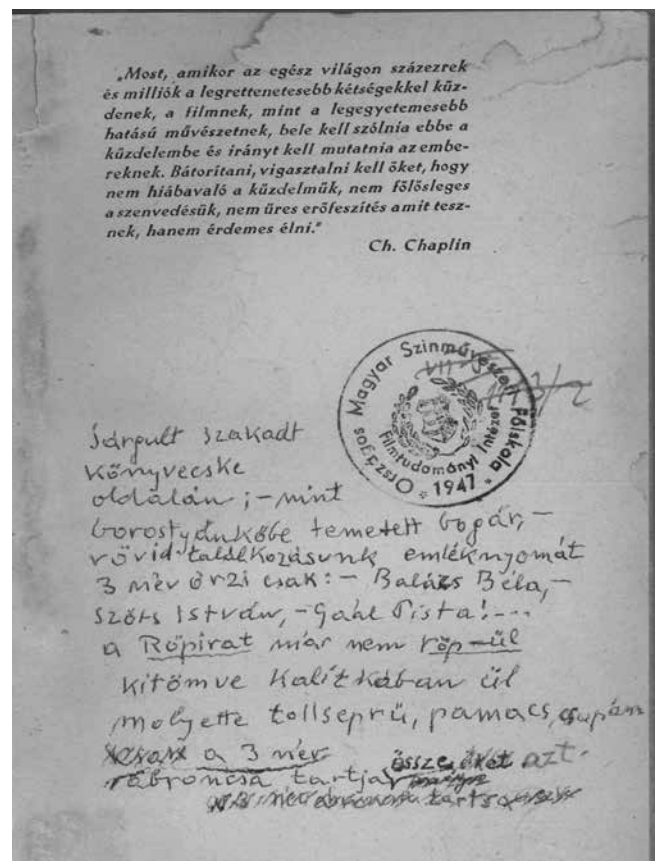 „Most, amikor az egész világon százezrek
és milliók a legrettenetesebb kétségekkel küz-
denek, a filmnek, mint a legegyetemesebb
hatású művészetnek, bele kell szólnia ebbe a
küzdelembe és irányt kell mutatnia az embe-
reknek. Bátorítani, vigasztalni kell őket, hogy
nem hiábavaló a küzdelmük, nem fölösleges
a szenvedésük, nem üres erőfeszítés amit tesz-
nek, hanem érdemes élni.”
Ch. Chaplin
Országos Magyar Szinművészeti Főiskola
Filmtudományi Intézet
* 1947 *
Sárgult szakadt
könyvecske
oldalán ; – mint
borostyánkőbe temetett bogár, –
rövid találkozásunk emléknyomát
3 név őrzi csak : – Balázs Béla, –
Szőts István, – Gaál Pista! – ...
a Röpirat már nem röp-ül
kitömve Kalitkában ül
molyette tollseprű, pamacs, csupán
a 3 név
abroncsa tartja össze azt.